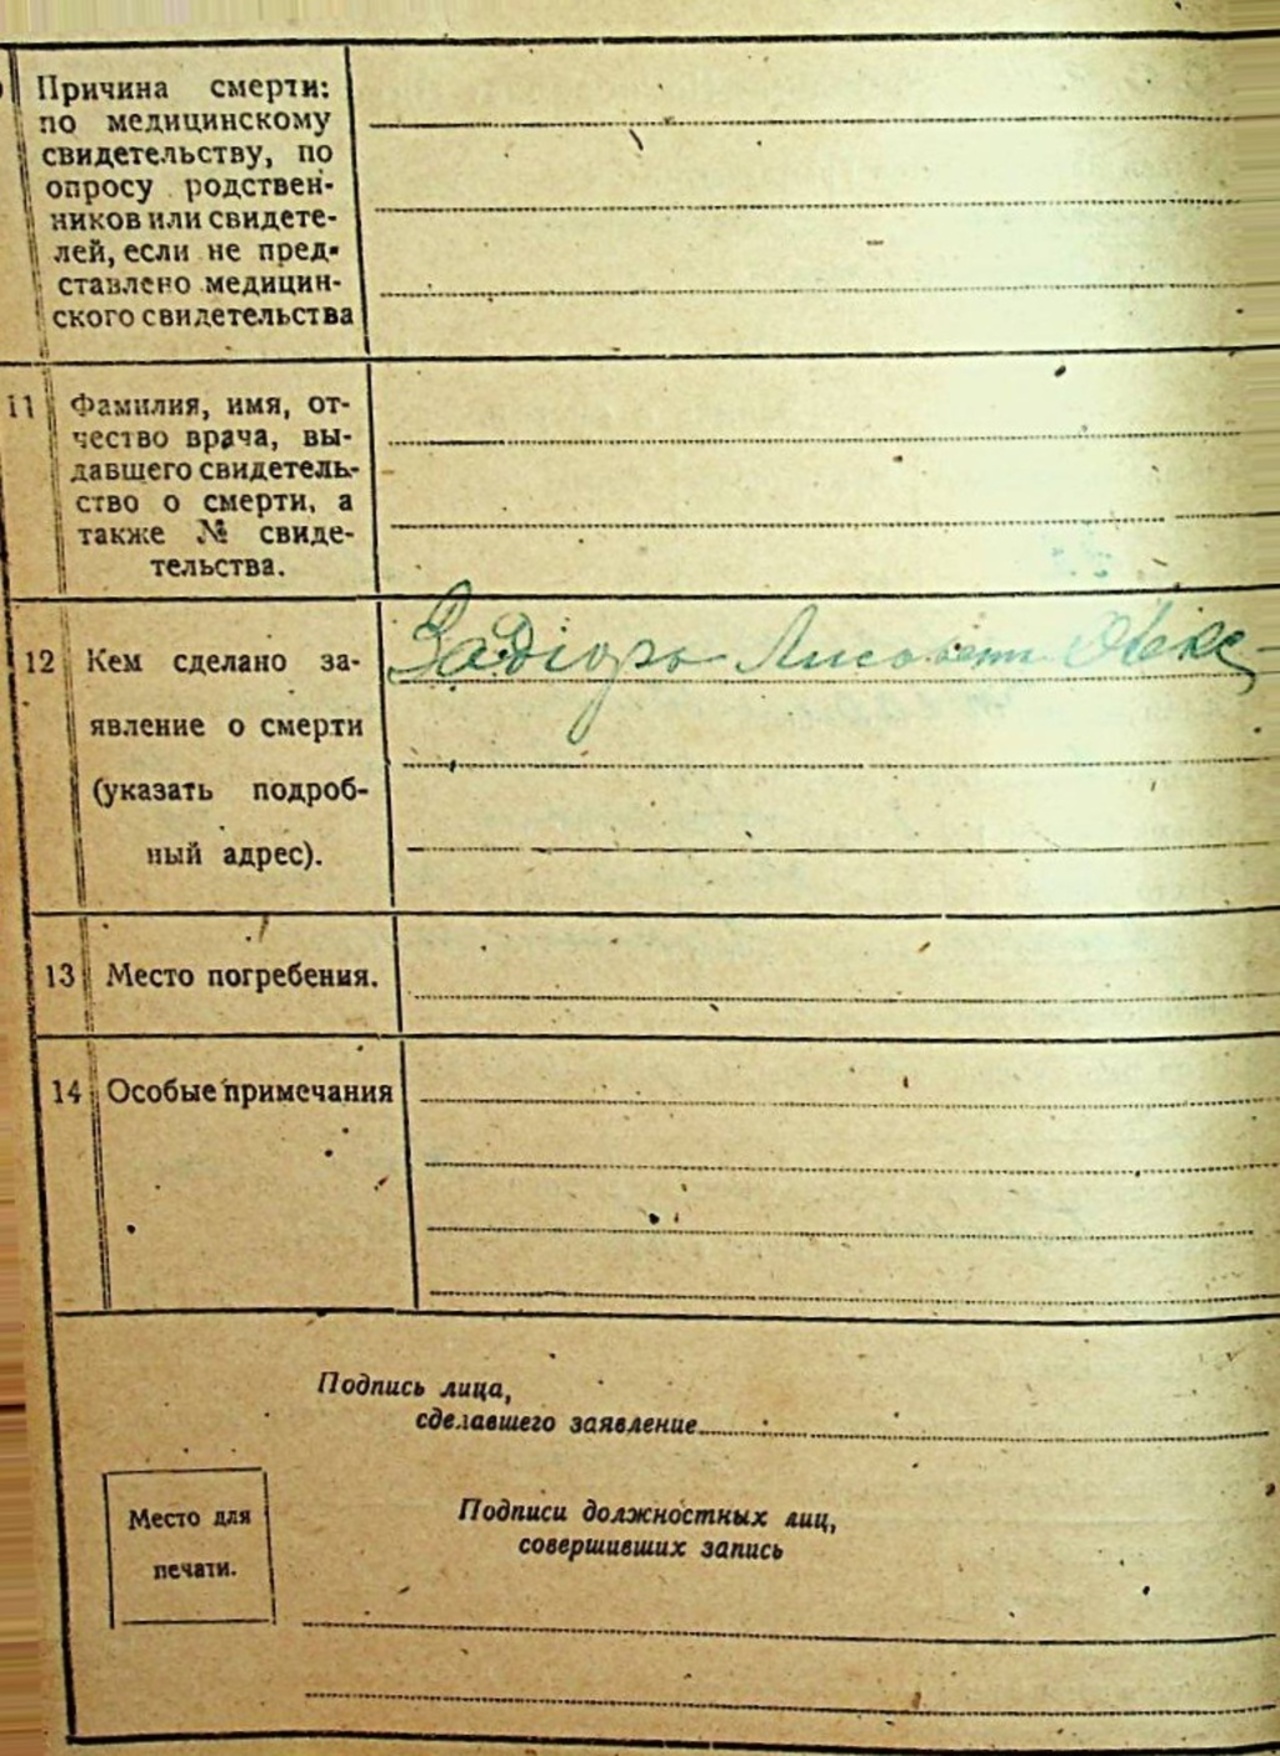 Причина смерти:
по медицинскому
свидетельству, по
опросу родствен-
ников или свидете-
лей, если не пред-
ставлено медицин-
ского свидетельства
11 Фамилия, имя, от-
чество врача, вы-
давшего свидетель-
ство о смерти, а
также № свиде-
тельства.
12 Кем сделано за-
явление о смерти
(указать подроб-
ный адрес).
13 Место погребения.
14 Особые примечания
Подпись лица,
сделавшего заявление
Место для
печати.
Подписи должностных лиц,
совершивших запись